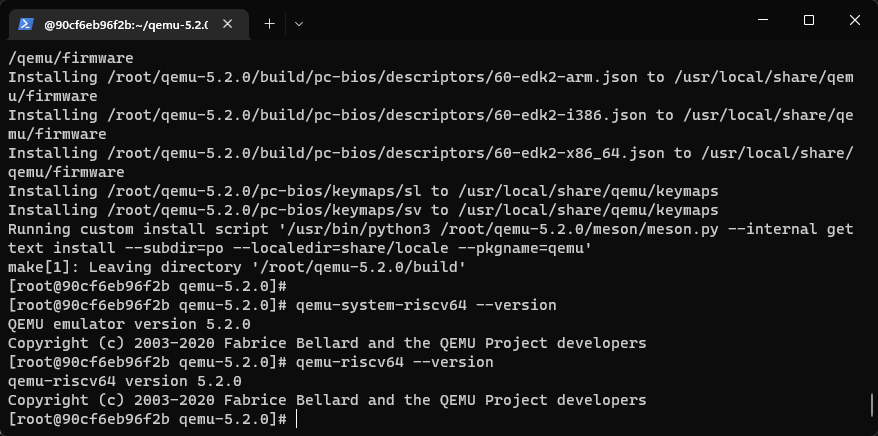 @90cf6eb96f2b:~/qemu-5.2.0
/qemu/firmware
Installing /root/qemu-5.2.0/build/pc-bios/descriptors/60-edk2-arm.json to /usr/local/share/qem
u/firmware
Installing /root/qemu-5.2.0/build/pc-bios/descriptors/60-edk2-i386.json to /usr/local/share/qe
mu/firmware
Installing /root/qemu-5.2.0/build/pc-bios/descriptors/60-edk2-x86_64.json to /usr/local/share/
qemu/firmware
Installing /root/qemu-5.2.0/pc-bios/keymaps/sl to /usr/local/share/qemu/keymaps
Installing /root/qemu-5.2.0/pc-bios/keymaps/sv to /usr/local/share/qemu/keymaps
Running custom install script '/usr/bin/python3 /root/qemu-5.2.0/meson/meson.py --internal get
text install --subdir=po --localedir=share/locale --pkgname=qemu'
make[1]: Leaving directory '/root/qemu-5.2.0/build'
[root@90cf6eb96f2b qemu-5.2.0]#
[root@90cf6eb96f2b qemu-5.2.0]# qemu-system-riscv64 --version
QEMU emulator version 5.2.0
Copyright (c) 2003-2020 Fabrice Bellard and the QEMU Project developers
[root@90cf6eb96f2b qemu-5.2.0]# qemu-riscv64 --version
qemu-riscv64 version 5.2.0
Copyright (c) 2003-2020 Fabrice Bellard and the QEMU Project developers
[root@90cf6eb96f2b qemu-5.2.0]#